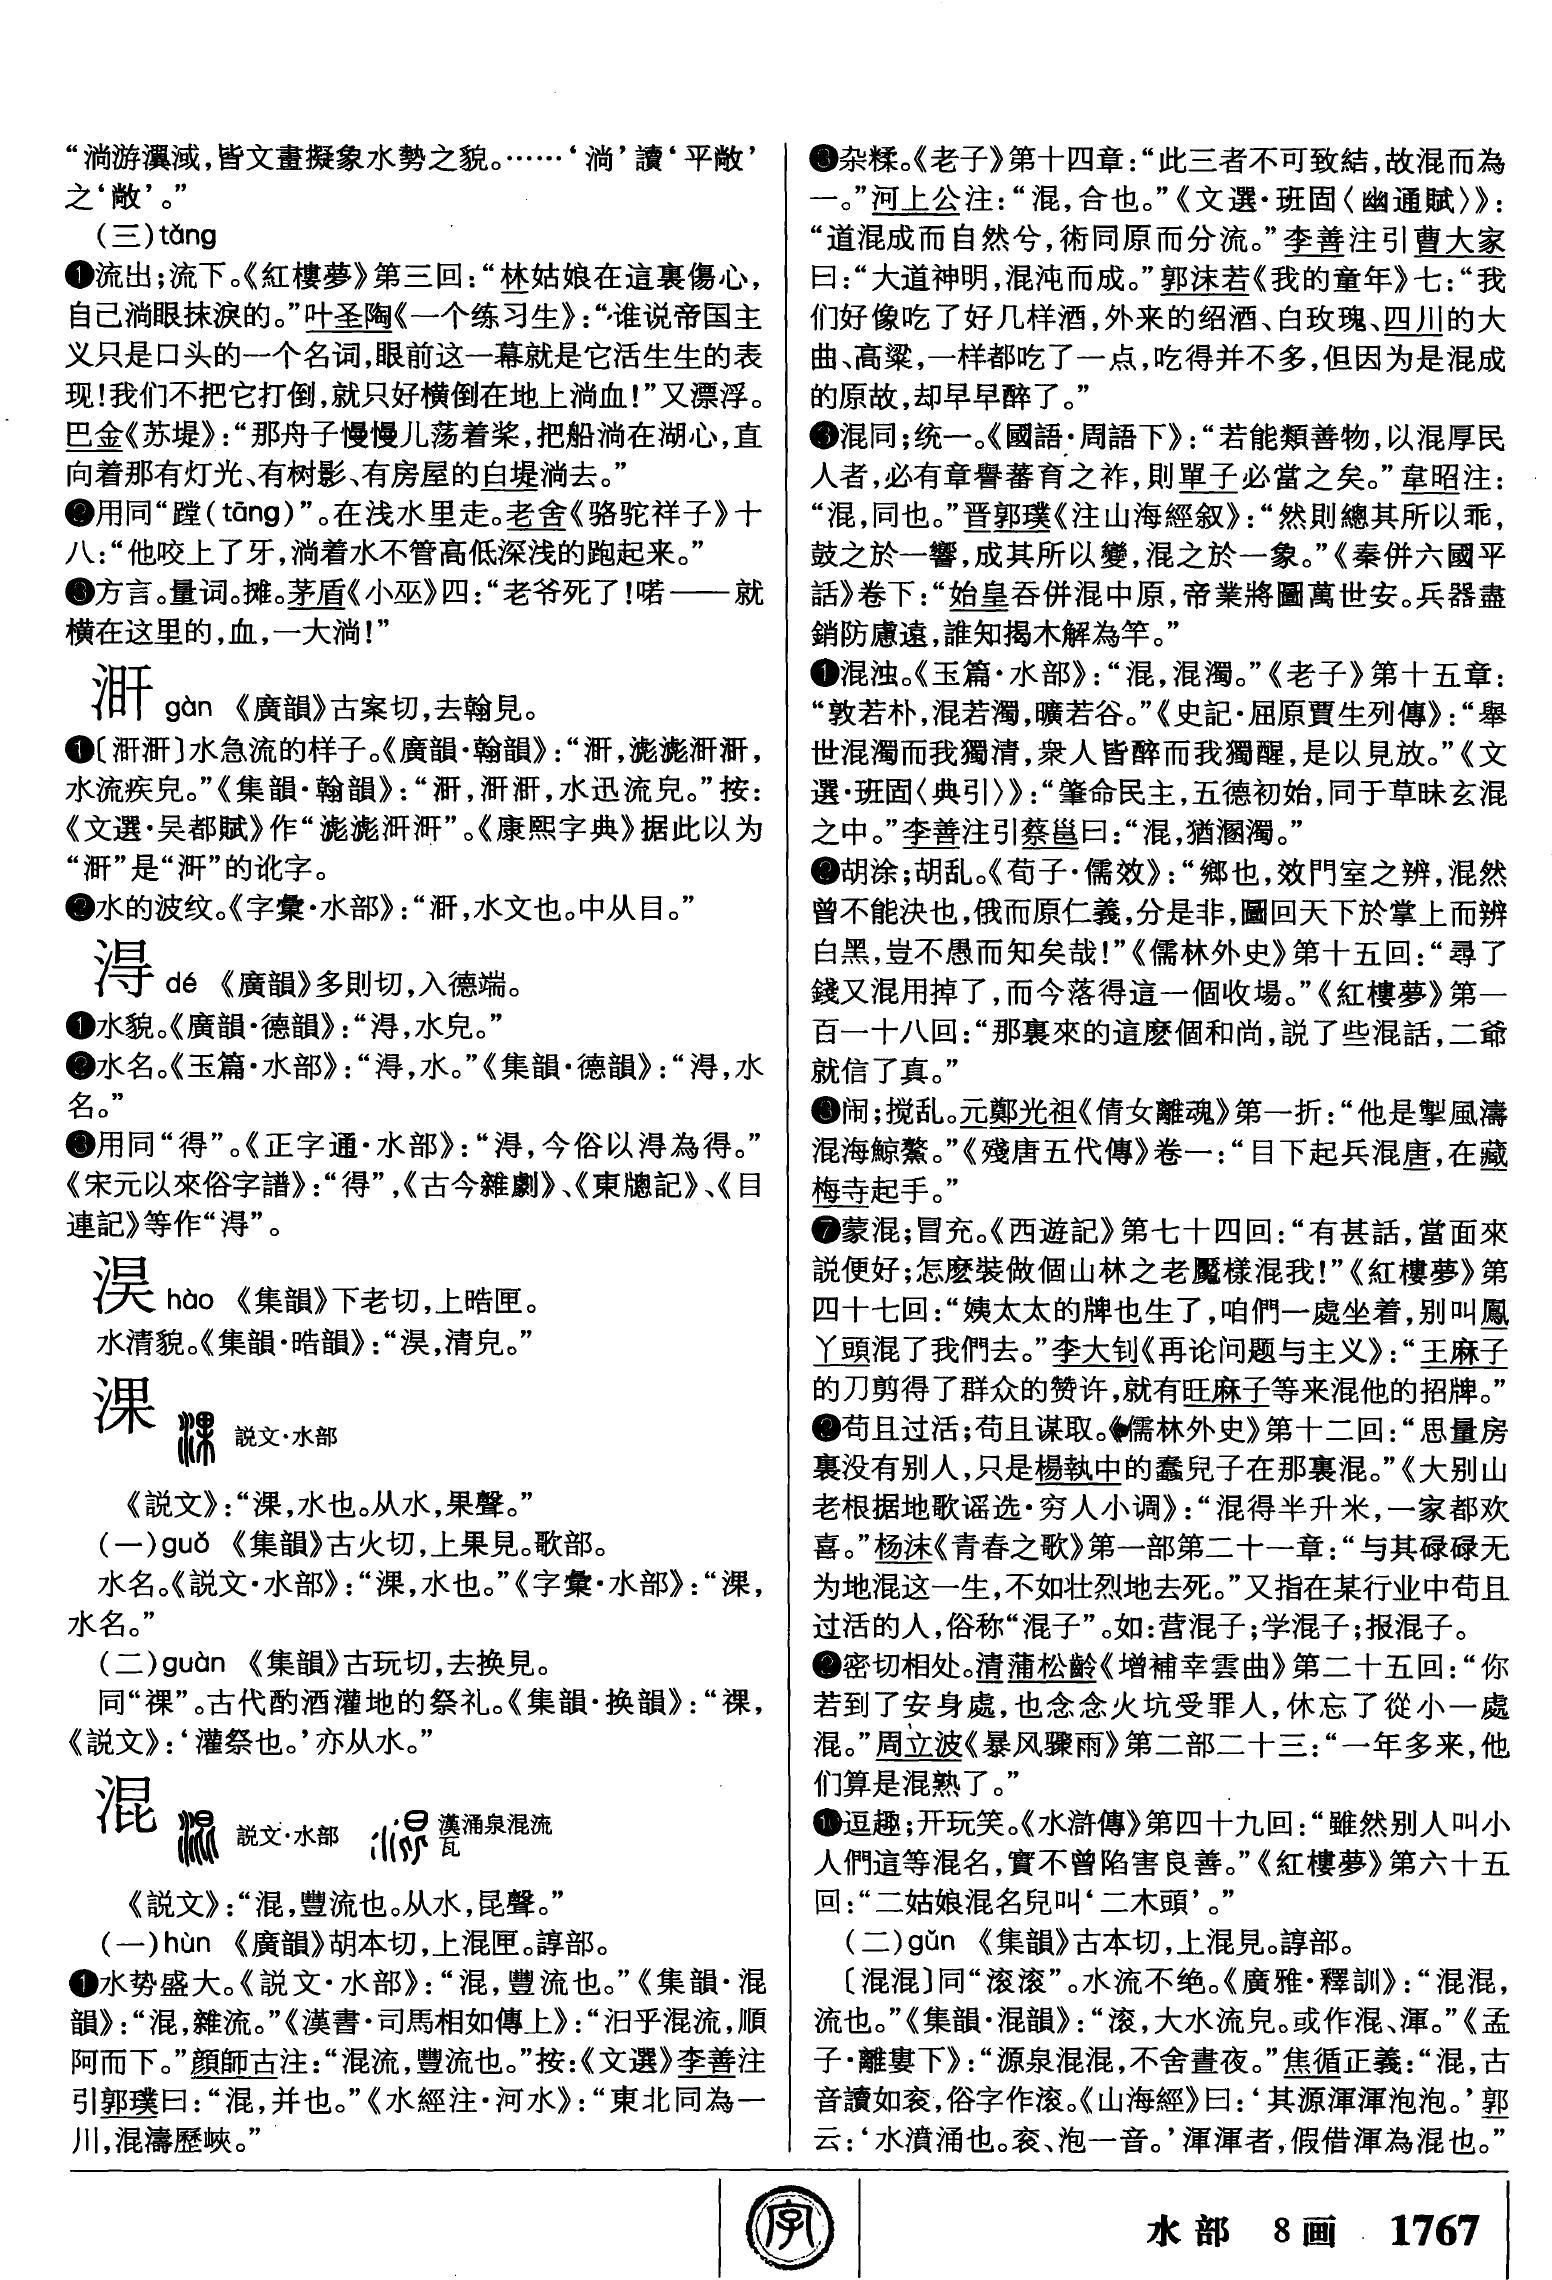 “淌游瀷淢,皆文畫擬象水勢之貌。……‘淌’讀‘平敞’
之‘敞’。”
(三)tǎng
❶流出;流下。《紅樓夢》第三回:“林姑娘在這裏傷心,
自己淌眼抹淚的。”叶圣陶《一个练习生》:“谁说帝国主
义只是口头的一个名词,眼前这一幕就是它活生生的表
现!我们不把它打倒,就只好横倒在地上淌血!”又漂浮。
巴金《苏堤》:“那舟子慢慢儿荡着桨,把船淌在湖心,直
向着那有灯光、有树影、有房屋的白堤淌去。”
❷用同“蹚(tāng)”。在浅水里走。老舍《骆驼祥子》十
八:“他咬上了牙,淌着水不管高低深浅的跑起来。”
❸方言。量词。摊。茅盾《小巫》四:“老爷死了!喏——就
横在这里的,血,一大淌!”
gàn 《廣韻》古案切,去翰見。
水急流的样子。《廣韻·翰韻》:
水流疾皃。”《集韻·翰韻》:“水迅流皃。”按:
《文選·吴都賦》作《康熙字典》据此以为
的讹字。
❷水的波纹。《字彙·水部》:“水文也。中从目。”
淂 dé 《廣韻》多則切,入德端。
❶水貌。《廣韻·德韻》:“淂,水皃。”
❷水名。《玉篇·水部》:“淂,水。”《集韻·德韻》:“淂,水
名。”
❸用同“得”。《正字通·水部》:“淂,今俗以淂為得。”
《宋元以來俗字譜》:“得”,《古今雜劇》、《東牕記》、《目
連記》等作“淂”。
淏 hào 《集韻》下老切,上晧匣。
水清貌。《集韻·晧韻》:“淏,清皃。”
淉 説文·水部
《説文》:“淉,水也。从水,果聲。”
(一)guǒ 《集韻》古火切,上果見。歌部。
水名。《説文·水部》:“淉,水也。”《字彙·水部》:“淉,
水名。”
(二)guàn 《集韻》古玩切,去换見。
同“祼”。古代酌酒灌地的祭礼。《集韻·换韻》:“祼,
《説文》:‘灌祭也。’亦从水。”
混 説文·水部 漢涌泉混流瓦
《説文》:“混,豐流也。从水,昆聲。”
(一)hùn 《廣韻》胡本切,上混匣。諄部。
❶水势盛大。《説文·水部》:“混,豐流也。”《集韻·混
韻》:“混,雜流。”《漢書·司馬相如傳上》:“汩乎混流,順
阿而下。”顔師古注:“混流,豐流也。”按:《文選》李善注
引郭璞曰:“混,并也。”《水經注·河水》:“東北同為一
川,混濤歷峽。”
杂糅。《老子》第十四章:“此三者不可致結,故混而為
一。”河上公注:“混,合也。”《文選·班固〈幽通賦〉》:
“道混成而自然兮,術同原而分流。”李善注引曹大家
曰:“大道神明,混沌而成。”郭沫若《我的童年》七:“我
们好像吃了好几样酒,外来的绍酒、白玫瑰、四川的大
曲、高粱,一样都吃了一点,吃得并不多,但因为是混成
的原故,却早早醉了。”
❸混同;统一。《國語·周語下》:“若能類善物,以混厚民
人者,必有章譽蕃育之祚,則單子必當之矣。”韋昭注:
“混,同也。”晋郭璞《注山海經叙》:“然則總其所以乖,
鼓之於一響,成其所以變,混之於一象。”《秦併六國平
話》卷下:“始皇吞併混中原,帝業將圖萬世安。兵器盡
銷防慮遠,誰知揭木解為竿。”
混浊。《玉篇·水部》:“混,混濁。”《老子》第十五章:
“敦若朴,混若濁,曠若谷。”《史記·屈原賈生列傳》:“舉
世混濁而我獨清,衆人皆醉而我獨醒,是以見放。”《文
選·班固〈典引〉》:“肇命民主,五德初始,同于草昧玄混
之中。”李善注引蔡邕曰:“混,猶溷濁。”
胡涂;胡乱。《荀子·儒效》:“鄉也,效門室之辨,混然
曾不能決也,俄而原仁義,分是非,圖回天下於掌上而辨
白黑,豈不愚而知矣哉!”《儒林外史》第十五回:“尋了
錢又混用掉了,而今落得這一個收場。”《紅樓夢》第一
百一十八回:“那裏來的這麽個和尚,説了些混話,二爺
就信了真。”
闹;搅乱。元鄭光祖《倩女離魂》第一折:“他是掣風濤
混海鯨鰲。”《殘唐五代傳》卷一:“目下起兵混唐,在藏
梅寺起手。”
❼蒙混;冒充。《西遊記》第七十四回:“有甚話,當面來
説便好;怎麽裝做個山林之老魘樣混我!”《紅樓夢》第
四十七回:“姨太太的牌也生了,咱們一處坐着,别叫鳳
丫頭混了我們去。”李大钊《再论问题与主义》:“王麻子
的刀剪得了群众的赞许,就有旺麻子等来混他的招牌。”
苟且过活;苟且谋取。《儒林外史》第十二回:“思量房
裏没有别人,只是楊執中的蠢兒子在那裏混。”《大别山
老根据地歌谣选·穷人小调》:“混得半升米,一家都欢
喜。”杨沫《青春之歌》第一部第二十一章:“与其碌碌无
为地混这一生,不如壮烈地去死。”又指在某行业中苟且
过活的人,俗称“混子”。如:营混子;学混子;报混子。
密切相处。清蒲松齡《增補幸雲曲》第二十五回:“你
若到了安身處,也念念火坑受罪人,休忘了從小一處
混。”周立波《暴风骤雨》第二部二十三:“一年多来,他
们算是混熟了。”
❿逗趣;开玩笑。《水滸傳》第四十九回:“雖然别人叫小
人們這等混名,實不曾陷害良善。”《紅樓夢》第六十五
回:“二姑娘混名兒叫‘二木頭’。”
(二)gǔn 《集韻》古本切,上混見。諄部。
〔混混〕同“滚滚”。水流不绝。《廣雅·釋訓》:“混混,
流也。”《集韻·混韻》:“滚,大水流皃。或作混、渾。”《孟
子·離婁下》:“源泉混混,不舍晝夜。”焦循正義:“混,古
音讀如衮,俗字作滚。《山海經》曰:‘其源渾渾泡泡。’郭
云:‘水濆涌也。衮、泡一音。’渾渾者,假借渾為混也。”
字
水部 8画 1767